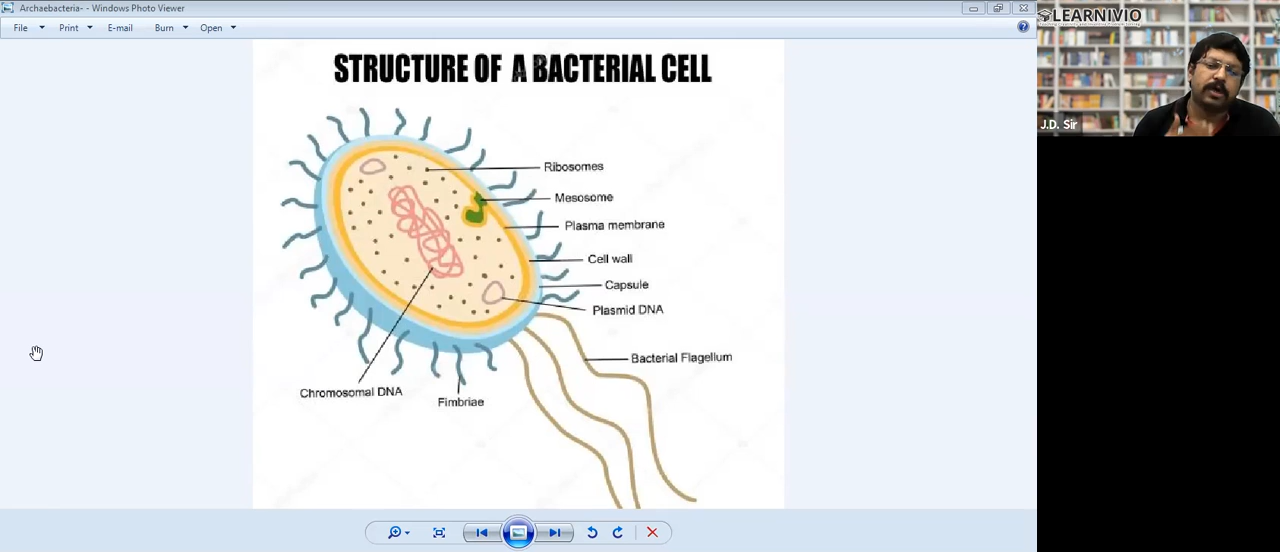 Archaebacteria- - Windows Photo Viewer
File Print E-mail Burn Open
STRUCTURE OF A BACTERIAL CELL
Ribosomes
Mesosome
Plasma membrane
Cell wall
Capsule
Plasmid DNA
Bacterial Flagellum
Chromosomal DNA
Fimbriae
LEARNIVIO
J.D. Sir